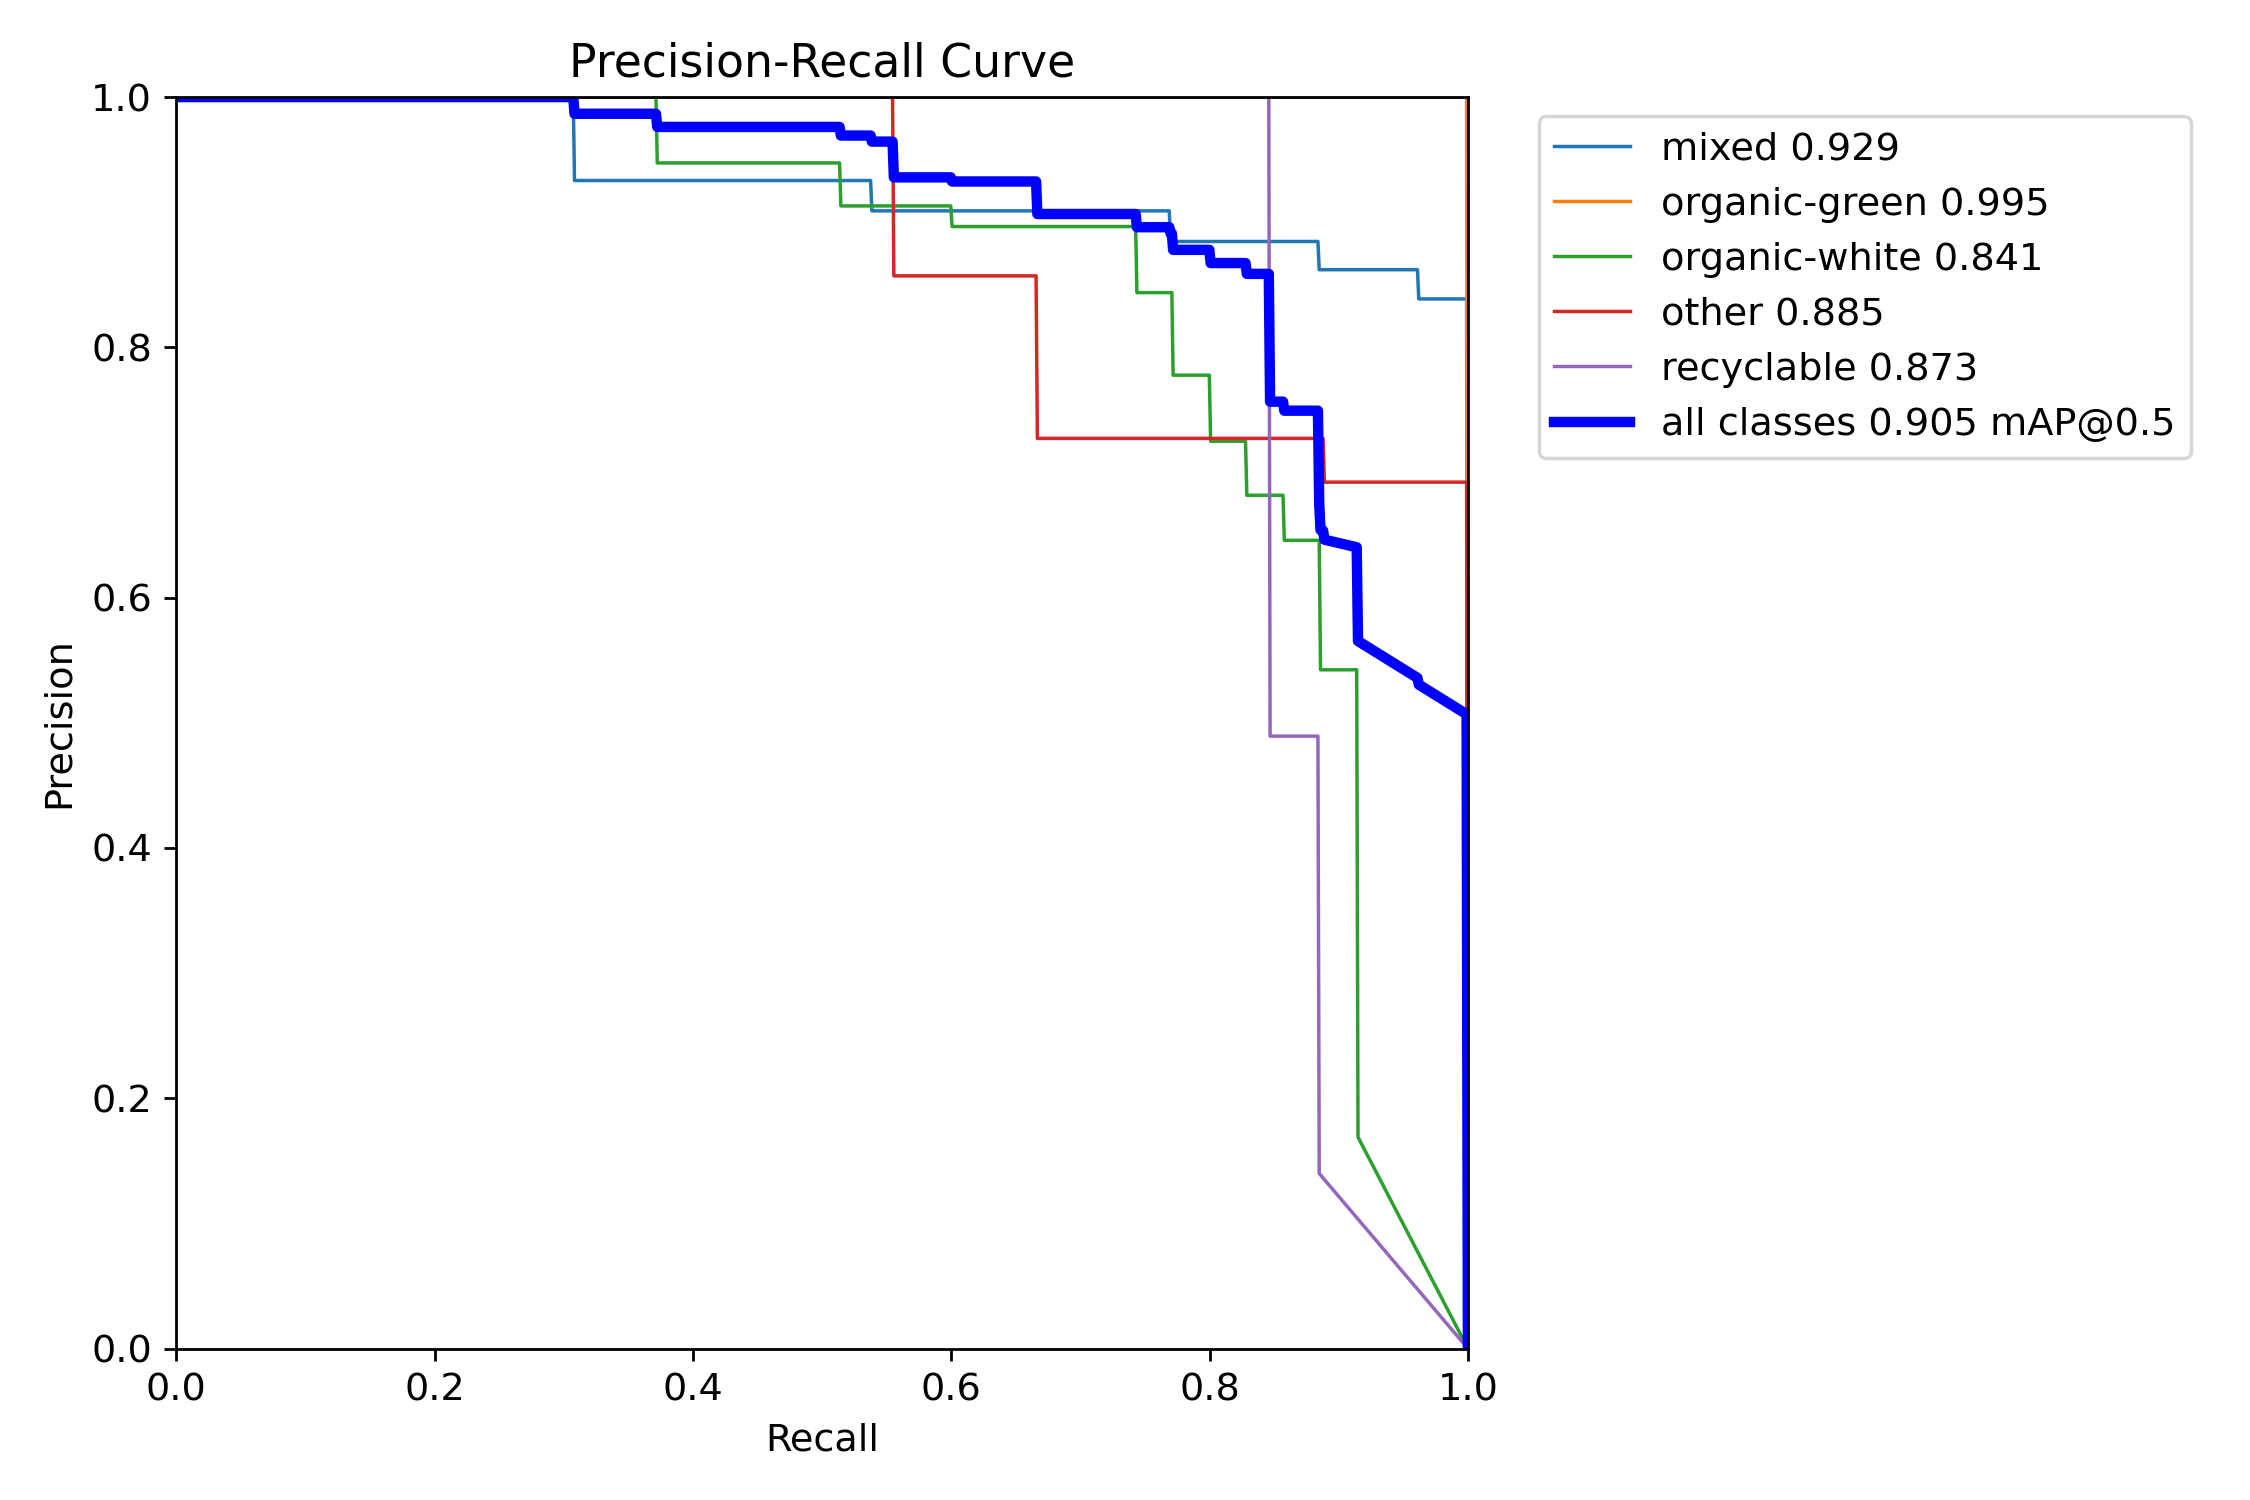 Precision-Recall Curve
1.0
0.8
0.6
0.4
0.2
0.0
Precision
0.0 0.2 0.4 0.6 0.8 1.0
Recall
mixed 0.929
organic-green 0.995
organic-white 0.841
other 0.885
recyclable 0.873
all classes 0.905 mAP@0.5